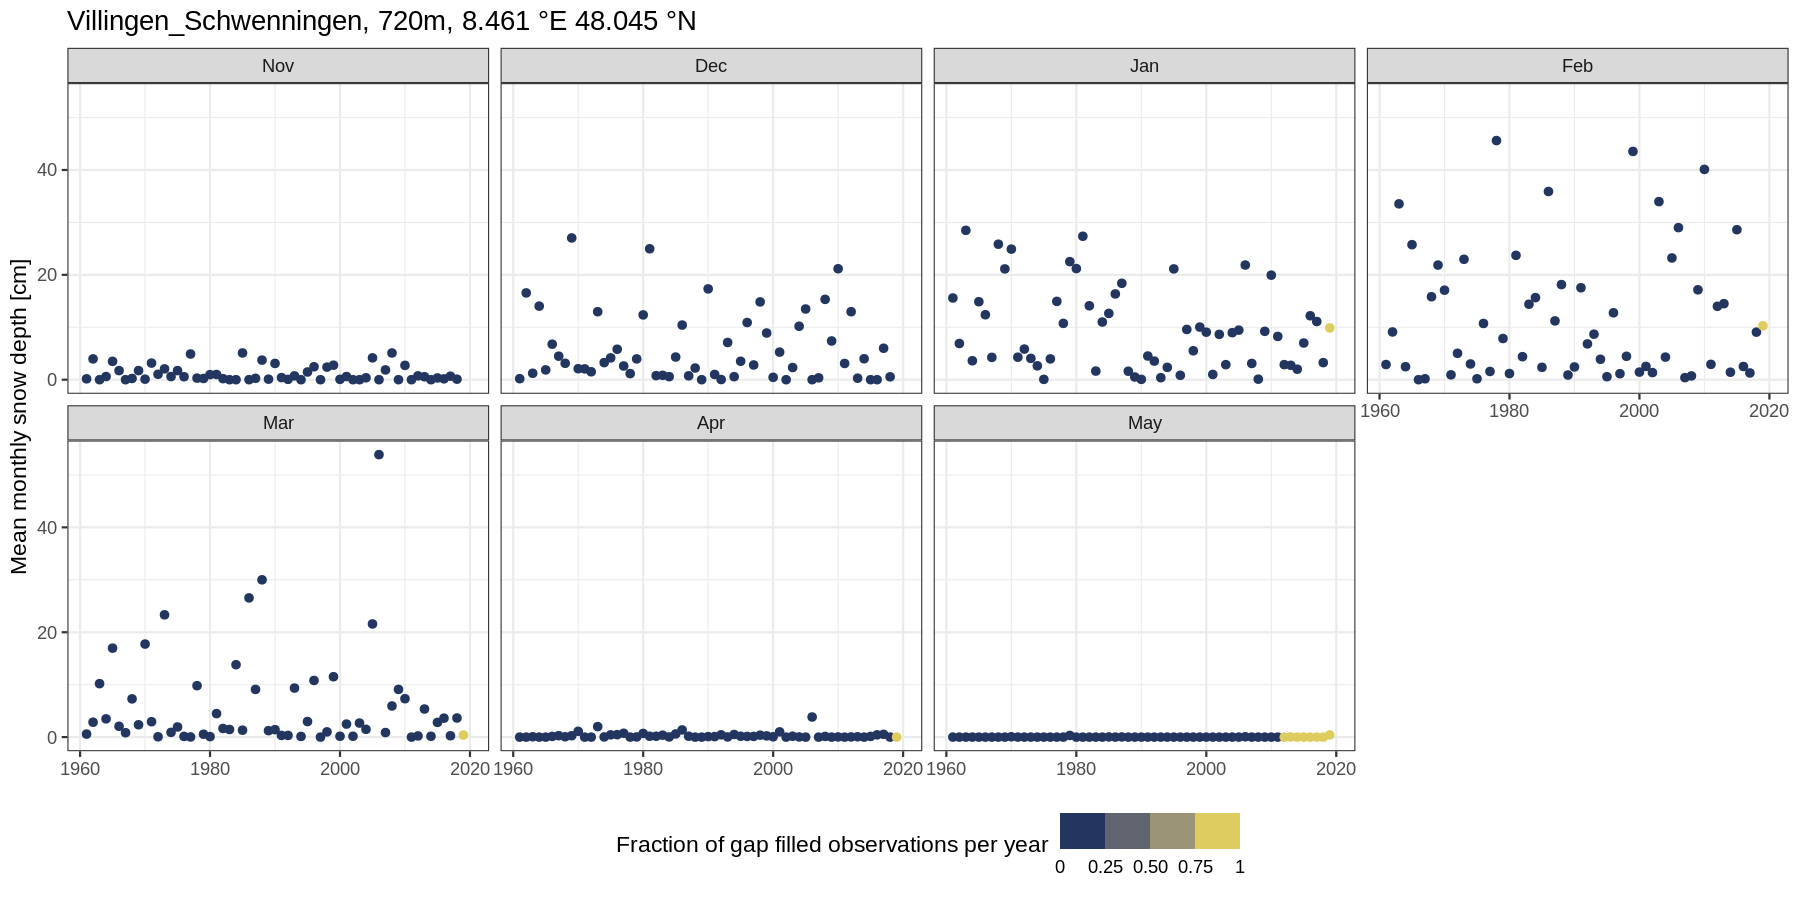 Villingen_Schwenningen, 720m, 8.461 °E 48.045 °N
Nov
Dec
Jan
Feb
Mean monthly snow depth [cm]
40
20
0
1960 1980 2000 2020
Mar
Apr
May
40
20
0
1960 1980 2000 2020 1960 1980 2000 2020 1960 1980 2000 2020
Fraction of gap filled observations per year
0 0.25 0.50 0.75 1